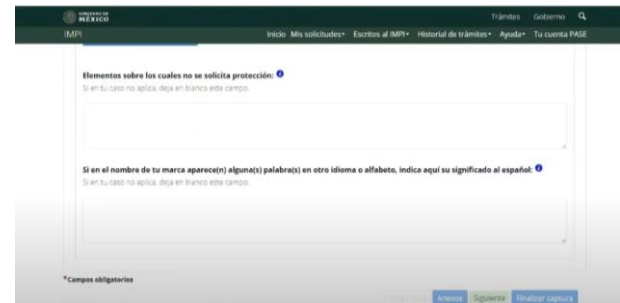 GOBIERNO DE
MÉXICO
Trámites Gobierno
IMPI Inicio Mis solicitudes Escritos al IMPI Historial de trámites Ayuda Tu cuenta PASE
Elementos sobre los cuales no se solicita protección:
Si en tu caso no aplica, deja en blanco este campo.
Si en el nombre de tu marca aparece(n) alguna(s) palabra(s) en otro idioma o alfabeto, indica aquí su significado al español:
Si en tu caso no aplica, deja en blanco este campo.
*Campos obligatorios
Anexos Siguiente Finalizar captura